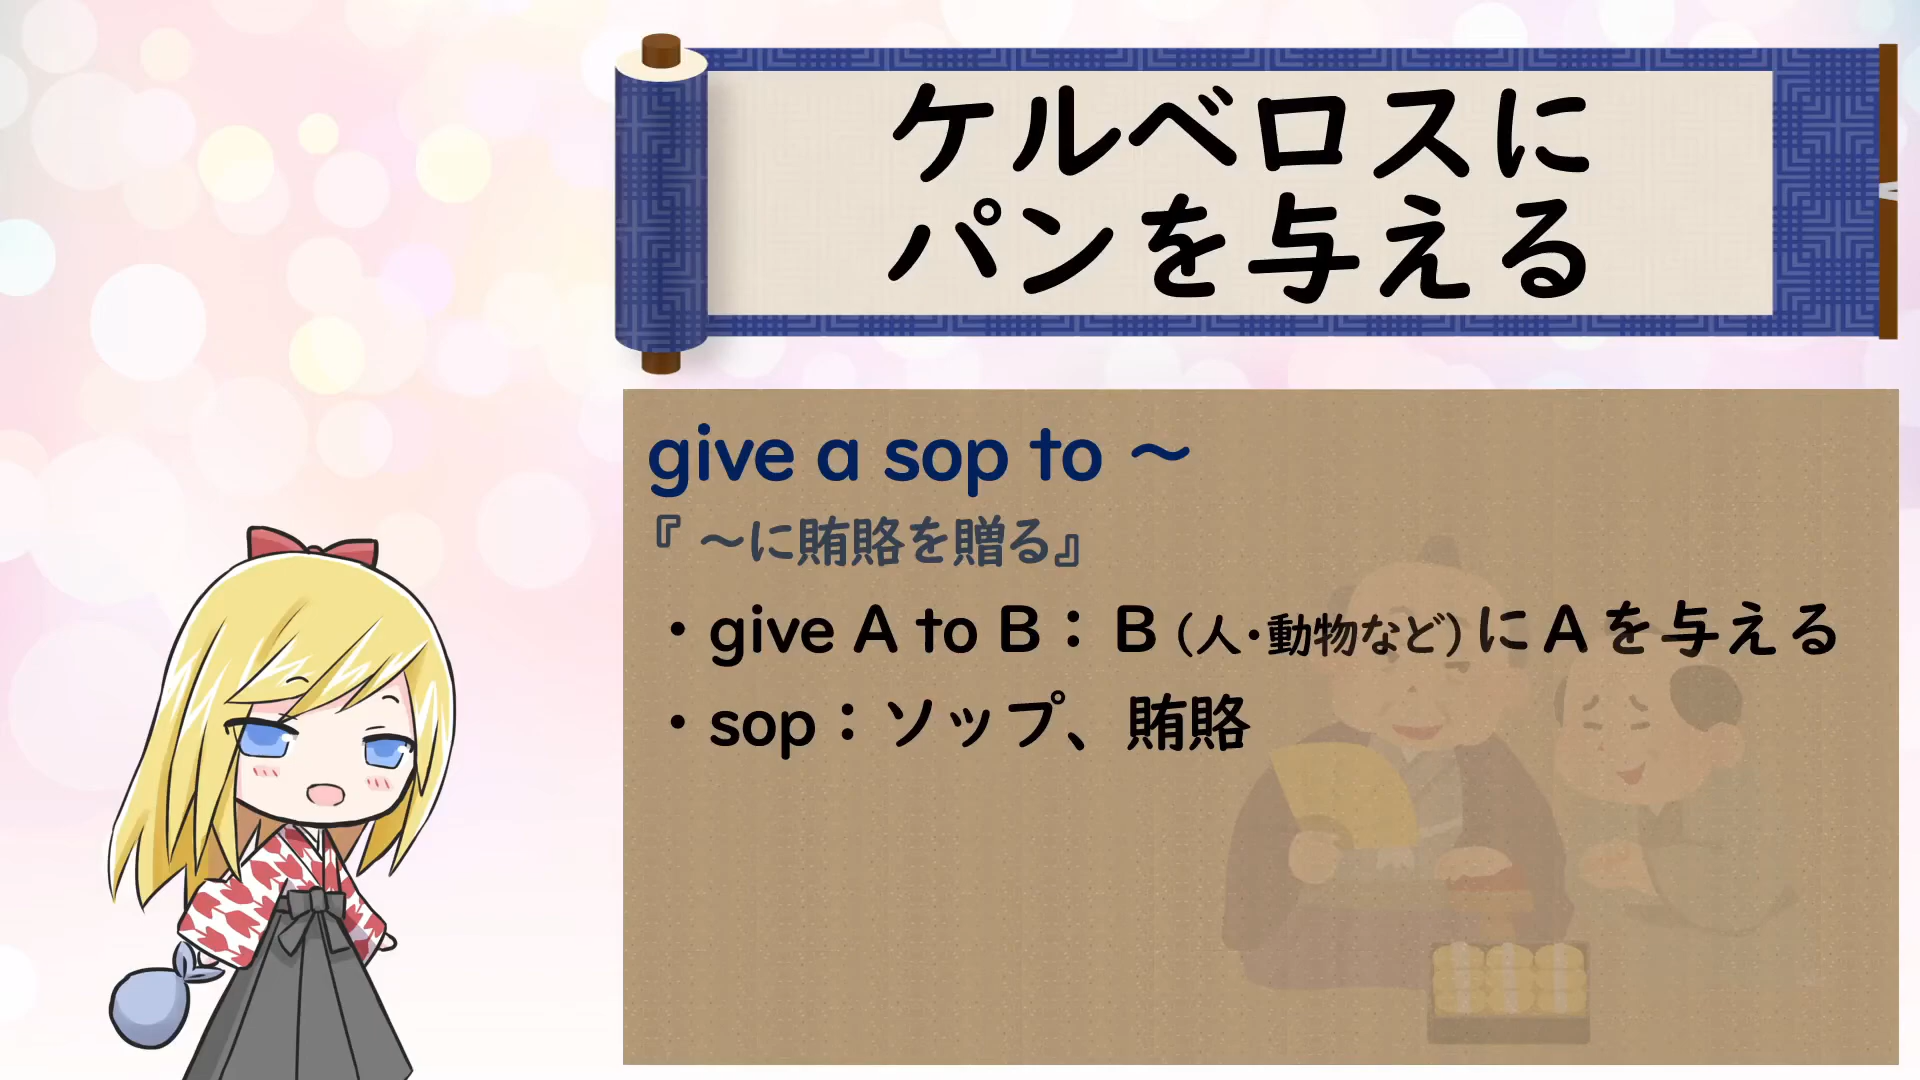 ケルベロスに
パンを与える
give a sop to ～
『 ～に賄賂を贈る』
・give A to B：B（人・動物など）にAを与える
・sop：ソップ、賄賂